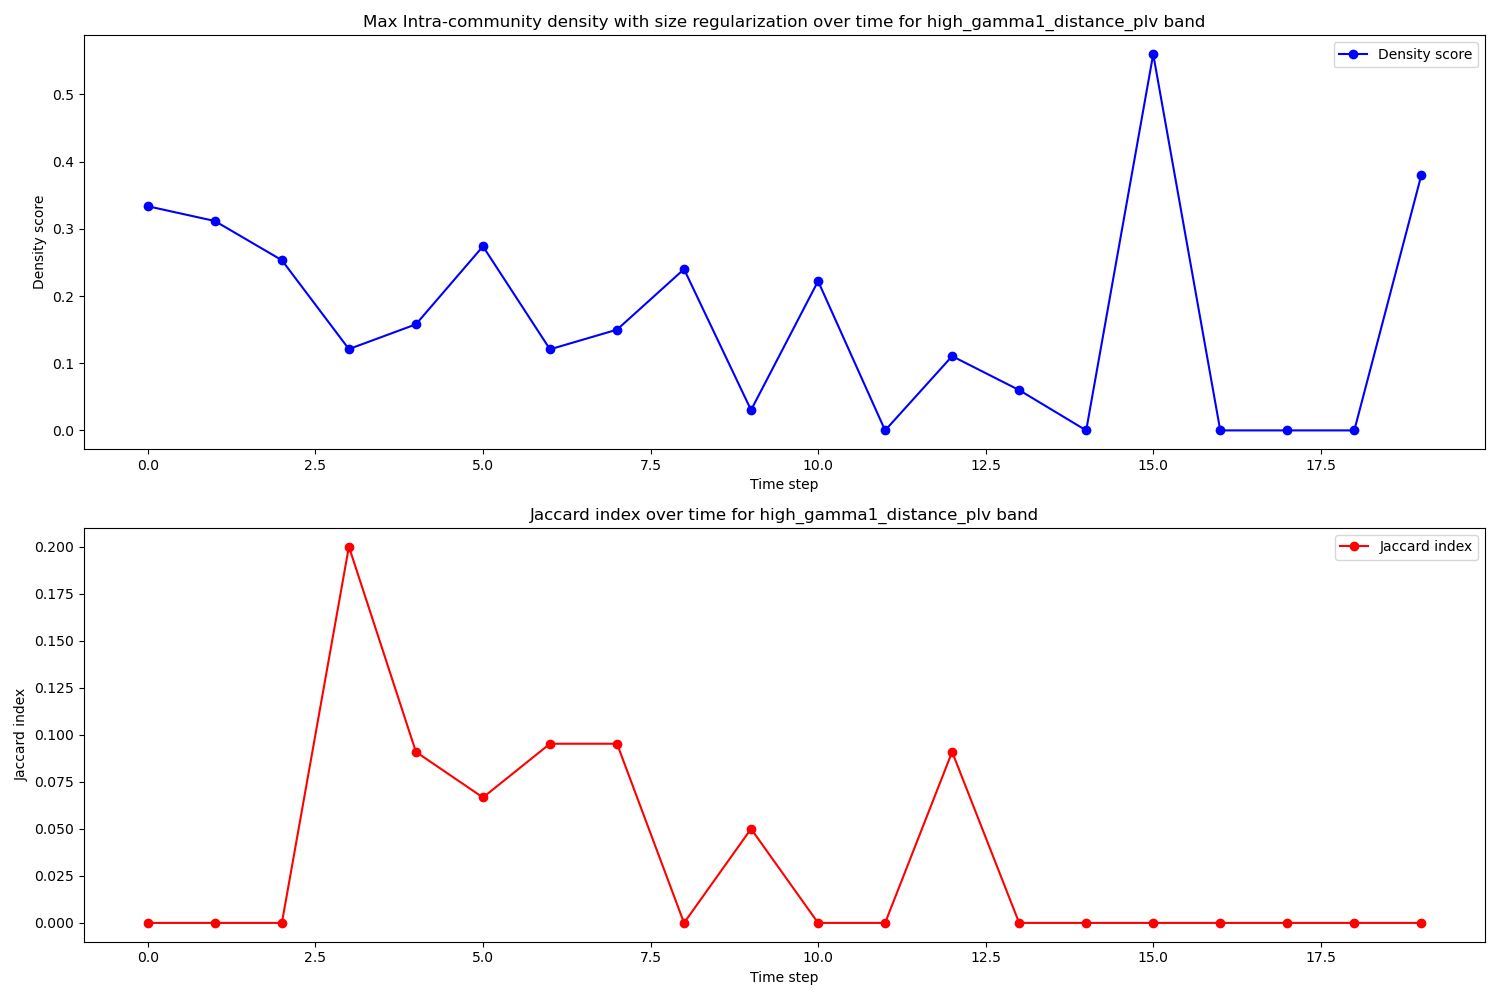 Max Intra-community density with size regularization over time for high_gamma1_distance_plv band
Density score
0.5
0.4
0.3
0.2
0.1
0.0
Density score
0.0 2.5 5.0 7.5 10.0 12.5 15.0 17.5
Time step
Jaccard index over time for high_gamma1_distance_plv band
Jaccard index
0.200
0.175
0.150
0.125
0.100
0.075
0.050
0.025
0.000
Jaccard index
0.0 2.5 5.0 7.5 10.0 12.5 15.0 17.5
Time step